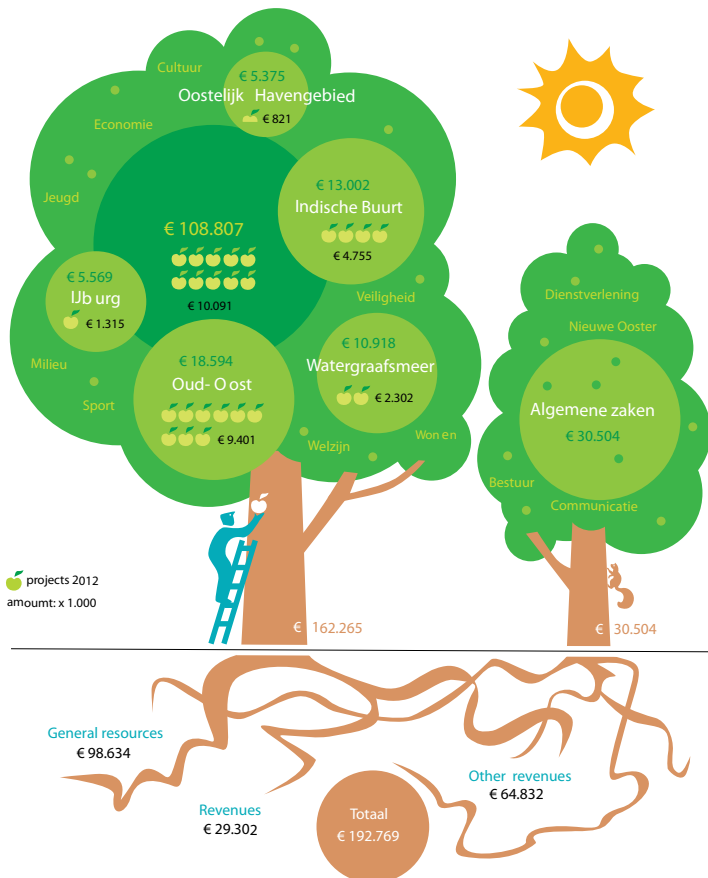 Cultuur
€ 5.375
Oostelijk Havengebied
€ 821
Economie
€ 13.002
Indische Buurt
€ 4.755
Jeugd
€ 108.807
€ 10.091
€ 5.569
IJb urg
€ 1.315
Veiligheid
€ 10.918
Watergraafsmeer
€ 2.302
€ 18.594
Oud- O ost
€ 9.401
Milieu
Sport
Welzijn
Won en
Dienstverlening
Nieuwe Ooster
Algemene zaken
€ 30.504
Bestuur
Communicatie
projects 2012
amoumt: x 1.000
€ 162.265
€ 30.504
General resources
€ 98.634
Revenues
€ 29.302
Other revenues
€ 64.832
Totaal
€ 192.769